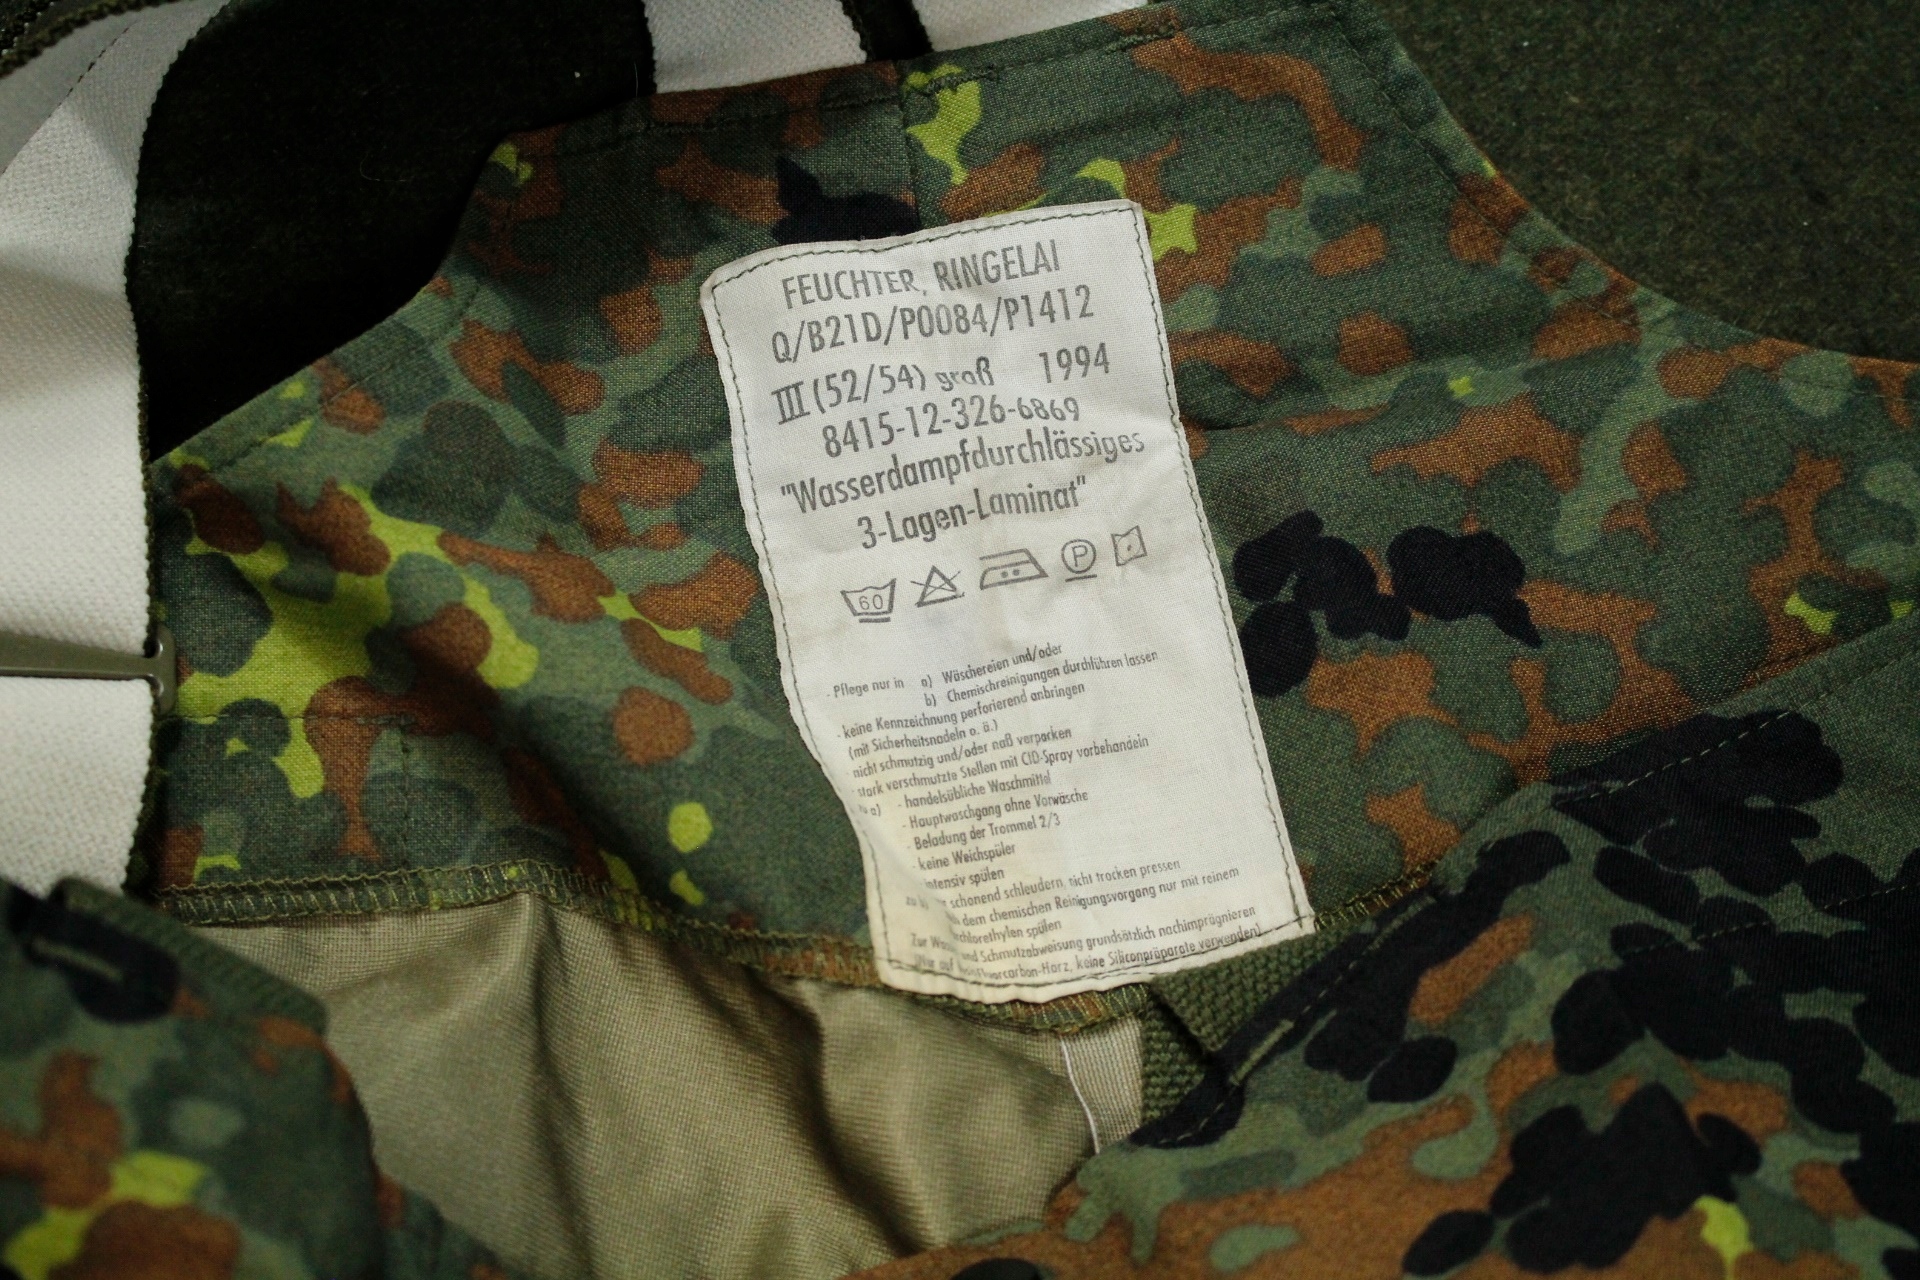 FEUCHTER, RINGELAI
Q/B21D/P0084/P1412
III (52/54) groß 1994
8415-12-326-6869
"Wasserdampfdurchlässiges
3-Lagen-Laminat"
60 P
- Pflege nur in a) Wäschereien und/oder
b) Chemischreinigungen durchführen lassen
- keine Kennzeichnung perforierend anbringen
(mit Sicherheitsnadeln o. ä.)
nicht schmutzig und/oder naß verpacken
stark verschmutzte Stellen mit CID-Spray vorbehandeln
zu a) - handelsübliche Waschmittel
- Hauptwaschgang ohne Vorwäsche
- Beladung der Trommel 2/3
- keine Weichspüler
- intensiv spülen
schonend schleudern, nicht trocken pressen
zu b) dem chemischen Reinigungsvorgang nur mit reinem
spülen
Zur und Schmutzabweisung grundsätzlich nachimprägnieren
keine Siliconpräparate verwenden)